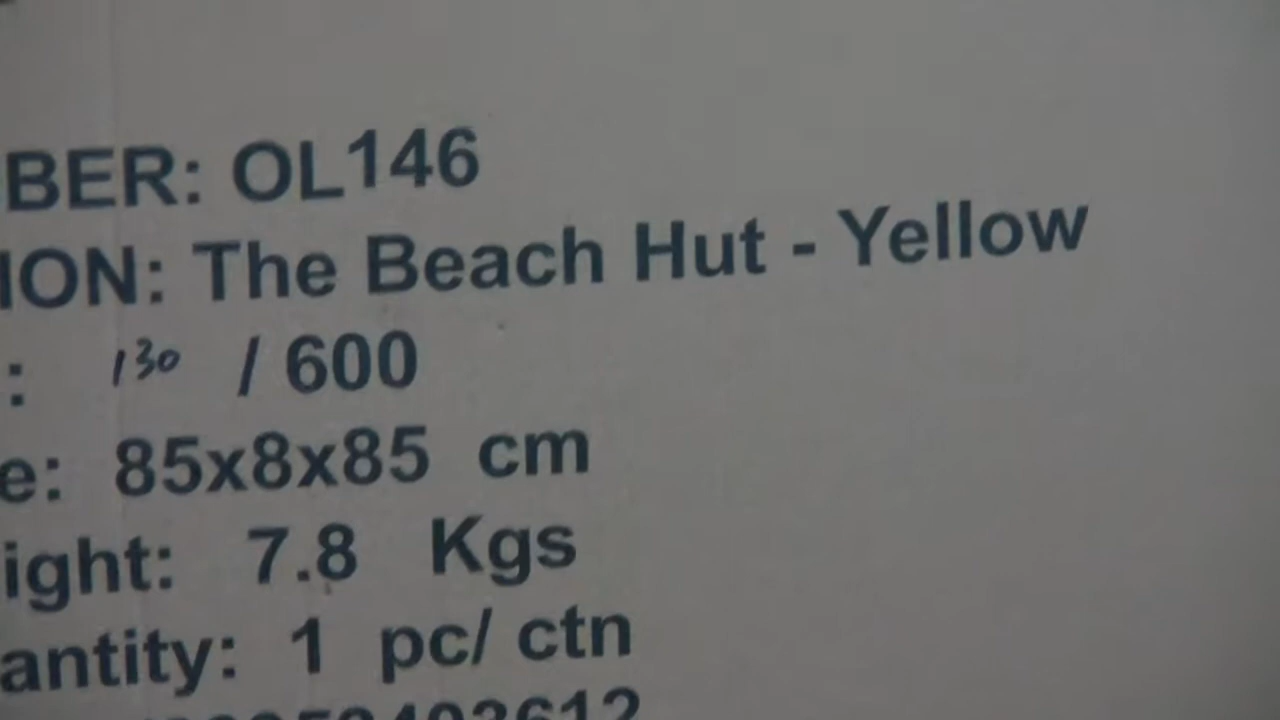 BER: OL146
ION: The Beach Hut - Yellow
: 130 / 600
e: 85x8x85 cm
ight: 7.8 Kgs
antity: 1 pc/ ctn